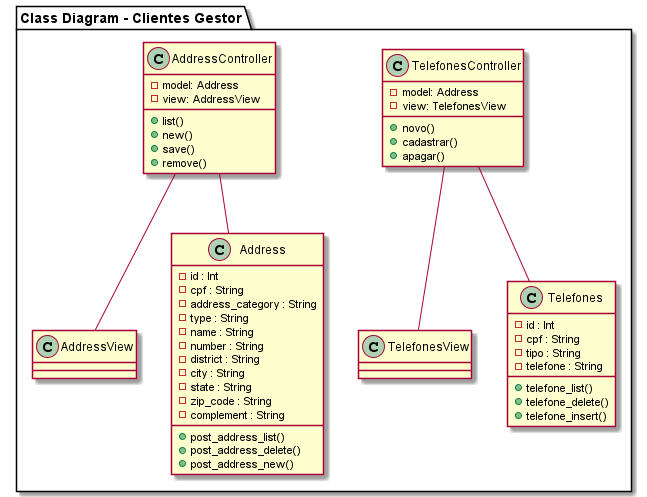 Class Diagram - Clientes Gestor
C AddressController
model: Address
view: AddressView
list()
new()
save()
remove()
C TelefonesController
model: Address
view: TelefonesView
novo()
cadastrar()
apagar()
C Address
id : Int
cpf : String
address_category : String
type : String
name : String
number : String
district : String
city : String
state : String
zip_code : String
complement : String
post_address_list()
post_address_delete()
post_address_new()
C AddressView
C TelefonesView
C Telefones
id : Int
cpf : String
tipo : String
telefone : String
telefone_list()
telefone_delete()
telefone_insert()